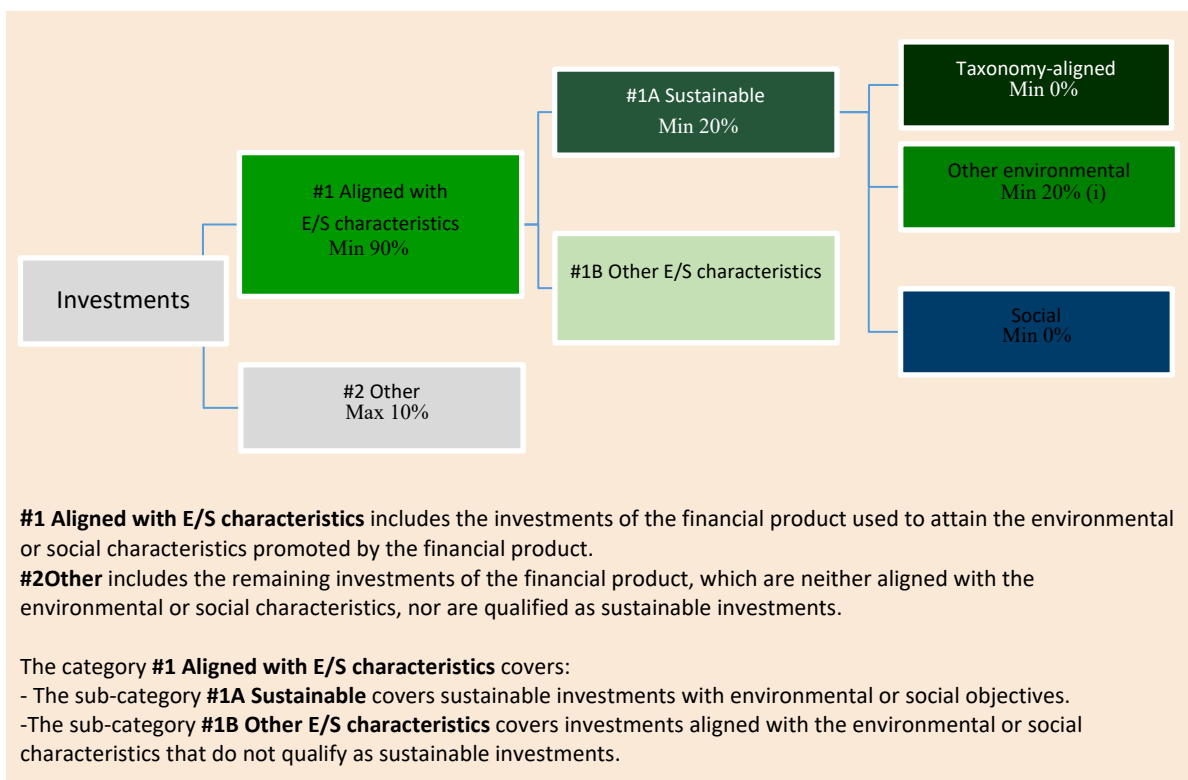 Investments
#1 Aligned with
E/S characteristics
Min 90%
#2 Other
Max 10%
#1A Sustainable
Min 20%
#1B Other E/S characteristics
Taxonomy-aligned
Min 0%
Other environmental
Min 20% (i)
Social
Min 0%
#1 Aligned with E/S characteristics includes the investments of the financial product used to attain the environmental
or social characteristics promoted by the financial product.
#2Other includes the remaining investments of the financial product, which are neither aligned with the
environmental or social characteristics, nor are qualified as sustainable investments.
The category #1 Aligned with E/S characteristics covers:
- The sub-category #1A Sustainable covers sustainable investments with environmental or social objectives.
-The sub-category #1B Other E/S characteristics covers investments aligned with the environmental or social
characteristics that do not qualify as sustainable investments.